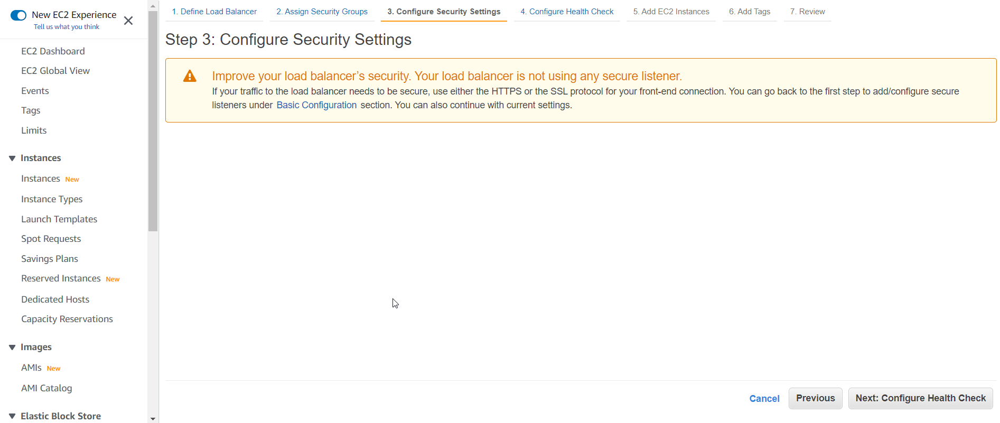 New EC2 Experience
Tell us what you think
EC2 Dashboard
EC2 Global View
Events
Tags
Limits
Instances
Instances New
Instance Types
Launch Templates
Spot Requests
Savings Plans
Reserved Instances New
Dedicated Hosts
Capacity Reservations
Images
AMIs New
AMI Catalog
Elastic Block Store
1. Define Load Balancer 2. Assign Security Groups 3. Configure Security Settings 4. Configure Health Check 5. Add EC2 Instances 6. Add Tags 7. Review
Step 3: Configure Security Settings
Improve your load balancer’s security. Your load balancer is not using any secure listener.
If your traffic to the load balancer needs to be secure, use either the HTTPS or the SSL protocol for your front-end connection. You can go back to the first step to add/configure secure
listeners under Basic Configuration section. You can also continue with current settings.
Cancel Previous Next: Configure Health Check